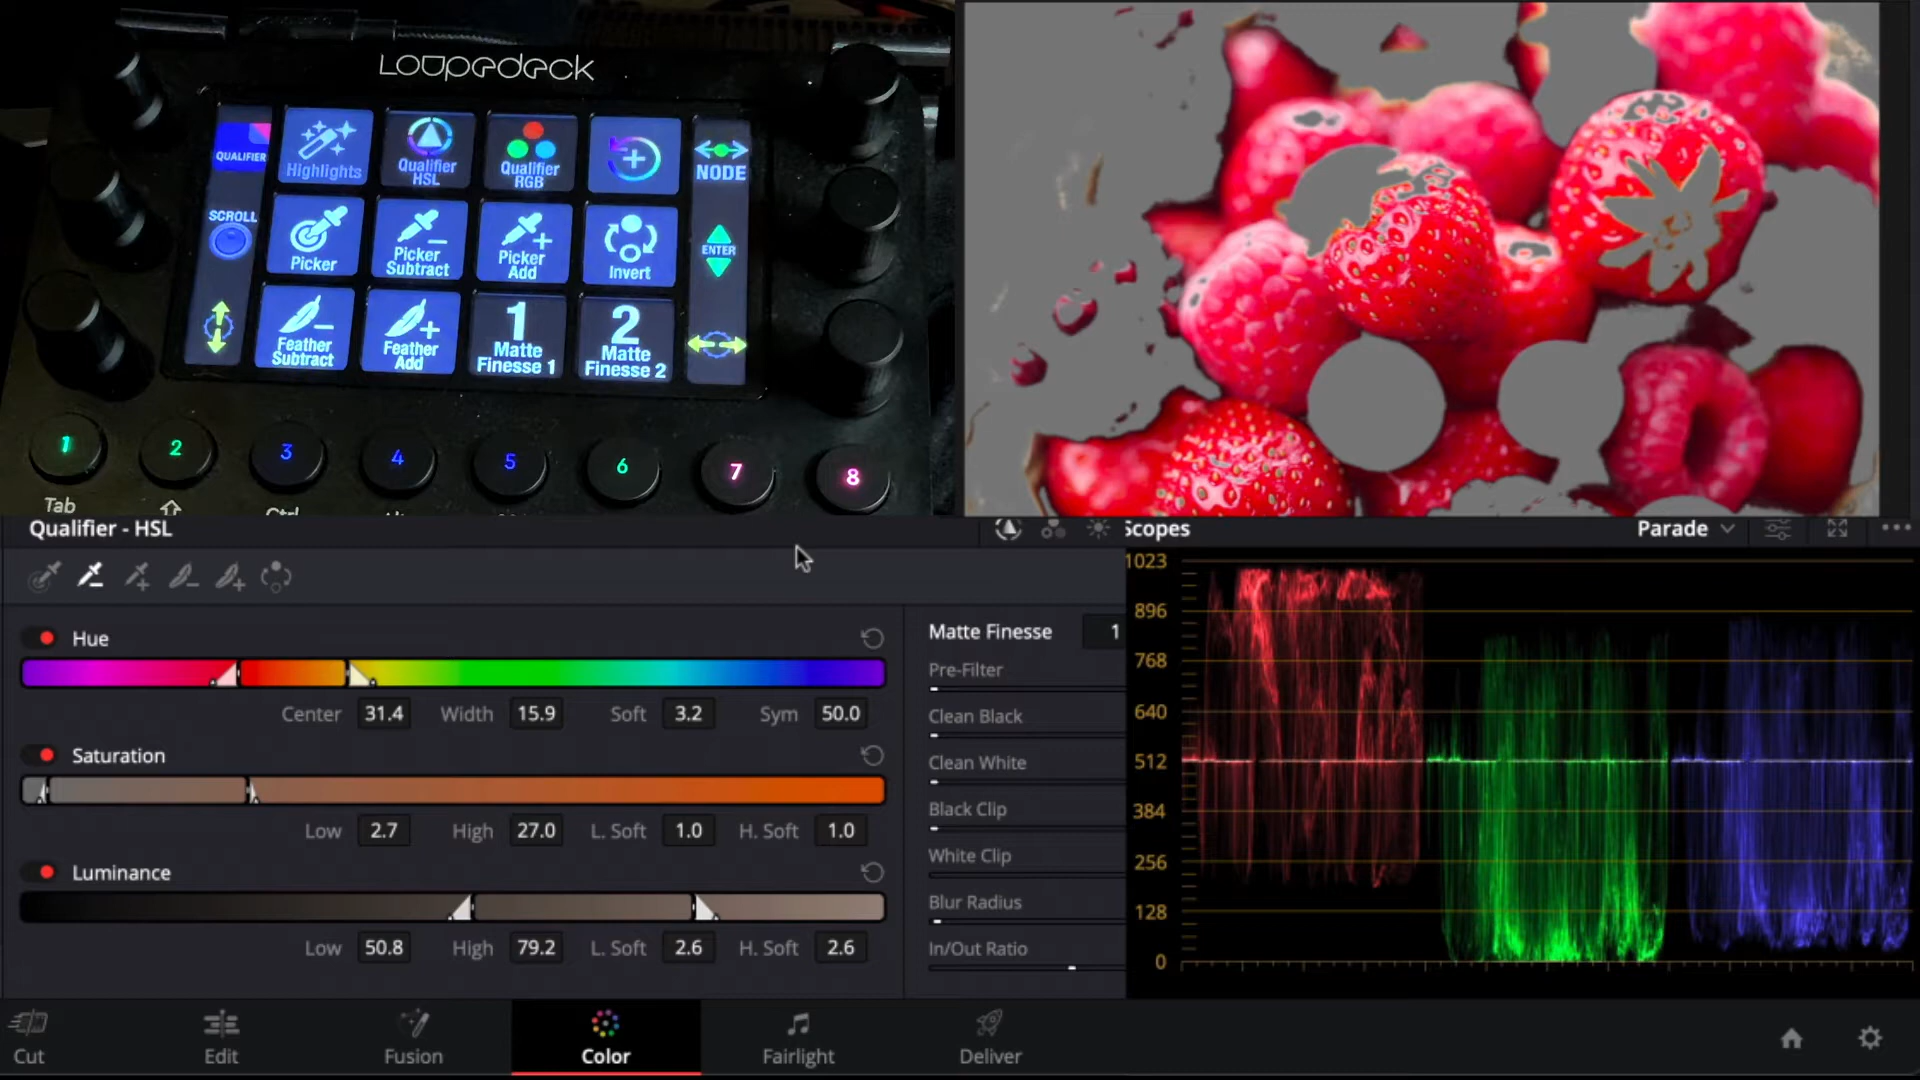 Loupedeck
QUALIFIER
Highlights
Qualifier
HSL
Qualifier
RGB
NODE
SCROLL
Picker
Picker
Subtract
Picker
Add
Invert
ENTER
Feather
Subtract
Feather
Add
1
Matte
Finesse 1
2
Matte
Finesse 2
1 2 3 4 5 6 7 8
Tab
Qualifier - HSL
Hue
Center 31.4 Width 15.9 Soft 3.2 Sym 50.0
Saturation
Low 2.7 High 27.0 L. Soft 1.0 H. Soft 1.0
Luminance
Low 50.8 High 79.2 L. Soft 2.6 H. Soft 2.6
Matte Finesse 1
Pre-Filter
Clean Black
Clean White
Black Clip
White Clip
Blur Radius
In/Out Ratio
Scopes Parade
1023
896
768
640
512
384
256
128
0
Cut Edit Fusion Color Fairlight Deliver